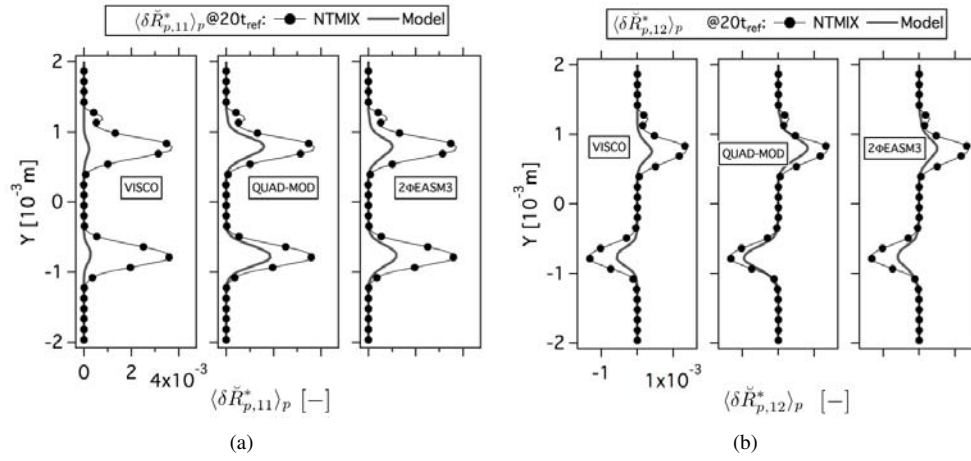 ⟨δR̆*p,11⟩p @20tref: NTMIX Model
2
1
0
-1
-2
Y [10⁻³m]
VISCO
QUAD-MOD
2ΦEASM3
0 2 4x10⁻³
⟨δR̆*p,11⟩p [−]
(a)
⟨δR̆*p,12⟩p @20tref: NTMIX Model
2
1
0
-1
-2
Y [10⁻³m]
VISCO
QUAD-MOD
2ΦEASM3
-1 1x10⁻³
⟨δR̆*p,12⟩p [−]
(b)